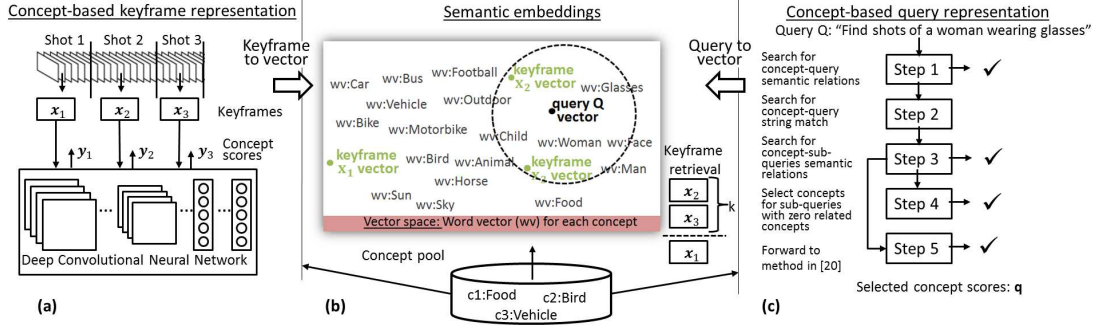 Concept-based keyframe representation
Shot 1
Shot 2
Shot 3
x₁
x₂
x₃
Keyframes
y₁
y₂
y₃
Concept
scores
...
...
Deep Convolutional Neural Network
(a)
Keyframe
to vector
Semantic embeddings
wv:Car
wv:Bus
wv:Football
keyframe
x₂ vector
wv:Glasses
wv:Vehicle
wv:Outdoor
query Q
vector
wv:Bike
wv:Motorbike
wv:Child
wv:Woman
wv:Face
keyframe
x₁ vector
wv:Bird
wv:Animal
keyframe
vector
wv:Man
wv:Horse
wv:Sun
wv:Sky
wv:Food
Vector space: Word vector (wv) for each concept
Query to
vector
Keyframe
retrieval
x₂
x₃
k
x₁
Concept pool
(b)
c1:Food
c2:Bird
c3:Vehicle
Concept-based query representation
Query Q: “Find shots of a woman wearing glasses”
Search for
concept-query
semantic relations
Step 1
✓
Search for
concept-query
string match
Step 2
Search for
concept-sub-
queries semantic
relations
Step 3
✓
Select concepts
for sub-queries
with zero related
concepts
Step 4
✓
Forward to
method in [20]
Step 5
✓
(c)
Selected concept scores: q